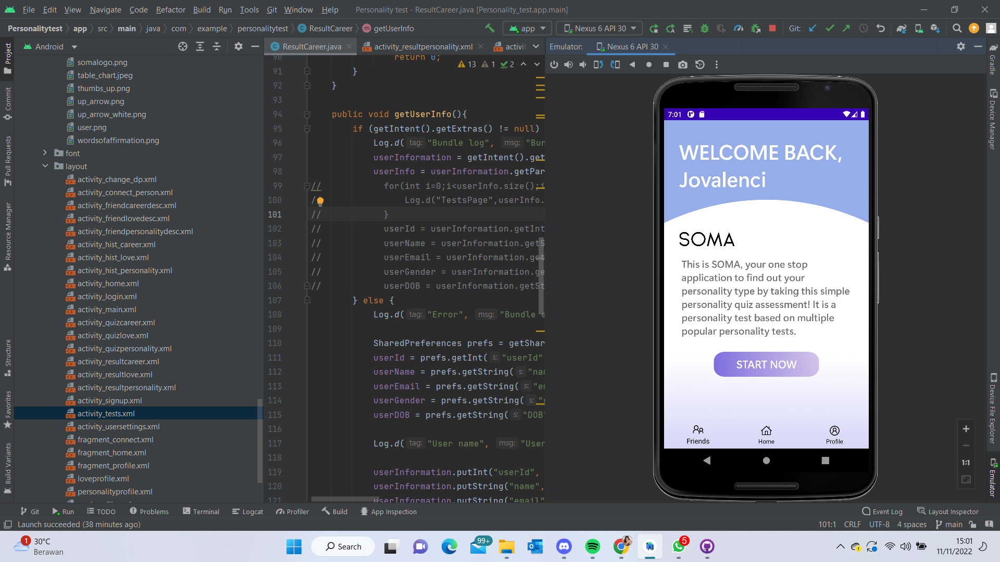 File Edit View Navigate Code Refactor Build Run Tools Git Window Help Personality test - ResultCareer.java [Personality_test.app.main]
Personalitytest app src main java com example personalitytest ResultCareer getUserInfo app Nexus 6 API 30 Git:
Project
Commit
Pull Requests
Resource Manager
Structure
Favorites
Build Variants
Android
somalogo.png
table_chart.jpeg
thumbs_up.png
up_arrow.png
up_arrow_white.png
user.png
wordsofaffirmation.png
font
layout
activity_change_dp.xml
activity_connect_person.xml
activity_friendcareerdesc.xml
activity_friendlovedesc.xml
activity_friendpersonalitydesc.xml
activity_hist_career.xml
activity_hist_love.xml
activity_hist_personality.xml
activity_home.xml
activity_login.xml
activity_main.xml
activity_quizcareer.xml
activity_quizlove.xml
activity_quizpersonality.xml
activity_resultcareer.xml
activity_resultlove.xml
activity_resultpersonality.xml
activity_signup.xml
activity_tests.xml
activity_usersettings.xml
fragment_connect.xml
fragment_home.xml
fragment_profile.xml
loveprofile.xml
personalityprofile.xml
ResultCareer.java activity_resultpersonality.xml activit
13 1 2
90 return 0;
91 }
92 }
93
94 public void getUserInfo(){
95 if (getIntent().getExtras() != null)
96 Log.d( tag: "Bundle log", msg: "Bun
97 userInformation = getIntent().get
98 userInfo = userInformation.getPar
99 // for(int i=0;i<userInfo.size();i
100 / Log.d("TestsPage",userInfo.
101 // }
102 // userId = userInformation.getInt
103 // userName = userInformation.getS
104 // userEmail = userInformation.get
105 // userGender = userInformation.ge
106 // userDOB = userInformation.getSt
107 } else {
108 Log.d( tag: "Error", msg: "Bundle e
109
110 SharedPreferences prefs = getShar
111 userId = prefs.getInt( s: "userId"
112 userName = prefs.getString( s: "nam
113 userEmail = prefs.getString( s: "em
114 userGender = prefs.getString( s:
115 userDOB = prefs.getString( s: "DOB"
116
117 Log.d( tag: "User name", msg: "User
118
119 userInformation.putInt("userId",
120 userInformation.putString("name",
121 userInformation.putString("email"
Emulator: Nexus 6 API 30
7:01
WELCOME BACK,
Jovalenci
SOMA
This is SOMA, your one stop
application to find out your
personality type by taking this simple
personality quiz assessment! It is a
personality test based on multiple
popular personality tests.
START NOW
Friends Home Profile
1:1
Gradle
Device Manager
Device File Explorer
Emulator
Git Run TODO Problems Terminal Logcat Profiler Build App Inspection Event Log Layout Inspector
Launch succeeded (38 minutes ago) 101:1 CRLF UTF-8 4 spaces main
1 30°C
Berawan
Search
99+
5
15:01
11/11/2022